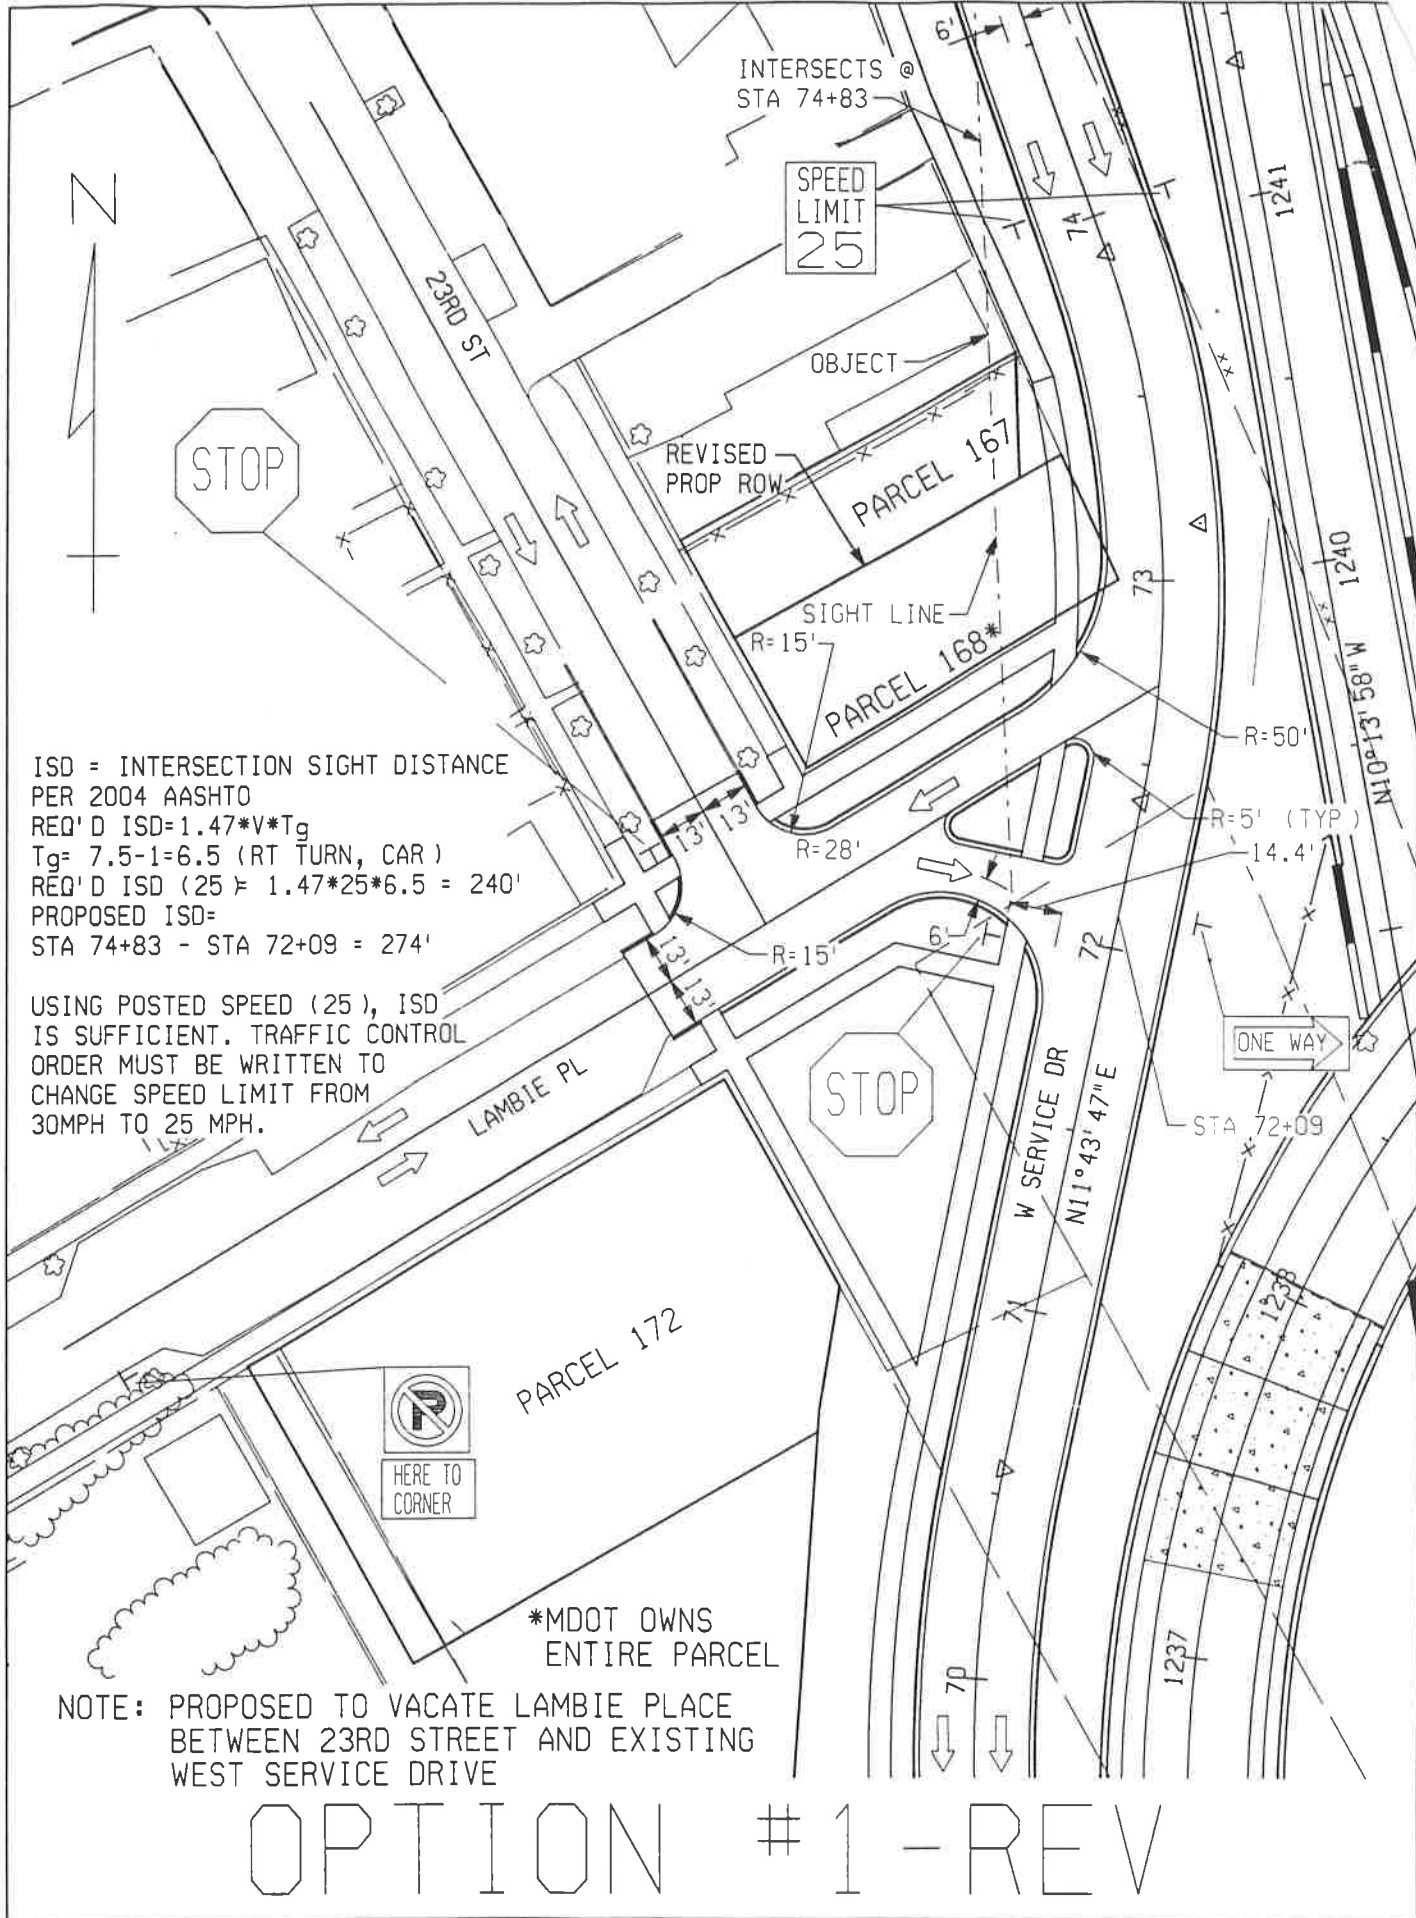 6'
INTERSECTS @
STA 74+83
N
SPEED
LIMIT
25
74
1241
23RD ST
OBJECT
STOP
REVISED
PROP ROW
PARCEL 167
1240
73
SIGHT LINE
R=15'
PARCEL 168*
N10°13'58"W
R=50'
ISD = INTERSECTION SIGHT DISTANCE
PER 2004 AASHTO
REQ'D ISD=1.47*V*Tg
Tg= 7.5-1=6.5 (RT TURN, CAR)
REQ'D ISD (25)= 1.47*25*6.5 = 240'
PROPOSED ISD=
STA 74+83 - STA 72+09 = 274'
13'
13'
R=28'
R=5' (TYP)
14.4'
6'
72
R=15'
13'
13'
USING POSTED SPEED (25), ISD
IS SUFFICIENT. TRAFFIC CONTROL
ORDER MUST BE WRITTEN TO
CHANGE SPEED LIMIT FROM
30MPH TO 25 MPH.
ONE WAY
STOP
LAMBIE PL
W SERVICE DR
N11°43'47"E
STA 72+09
1238
71
PARCEL 172
P
HERE TO
CORNER
*MDOT OWNS
ENTIRE PARCEL
70
1237
NOTE: PROPOSED TO VACATE LAMBIE PLACE
BETWEEN 23RD STREET AND EXISTING
WEST SERVICE DRIVE
OPTION #1-REV